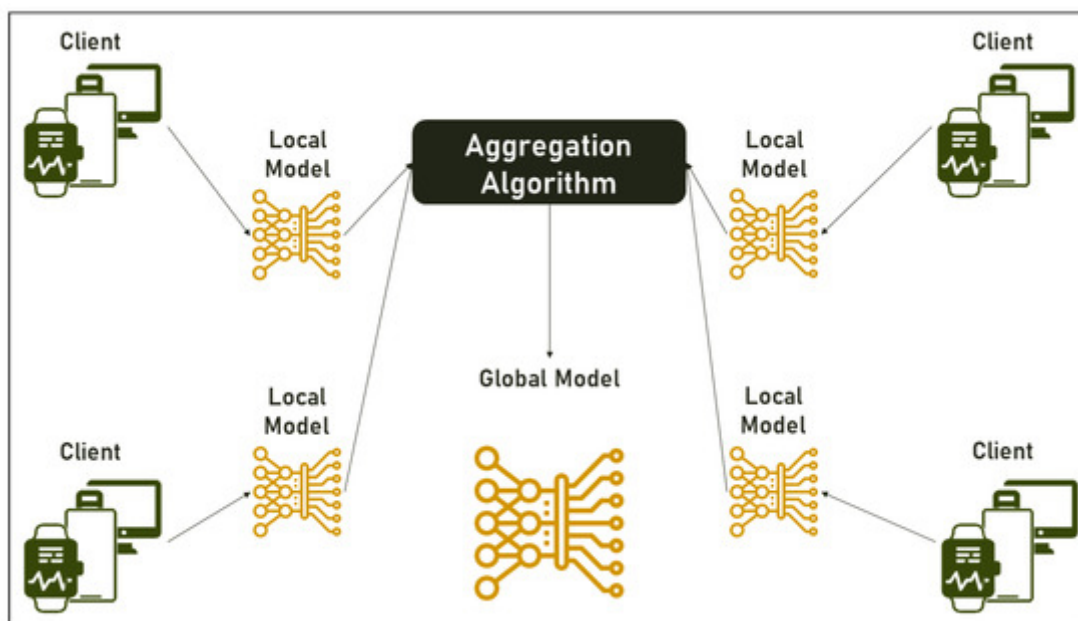 Client
Client
Local
Model
Aggregation
Algorithm
Local
Model
Global Model
Local
Model
Local
Model
Client
Client